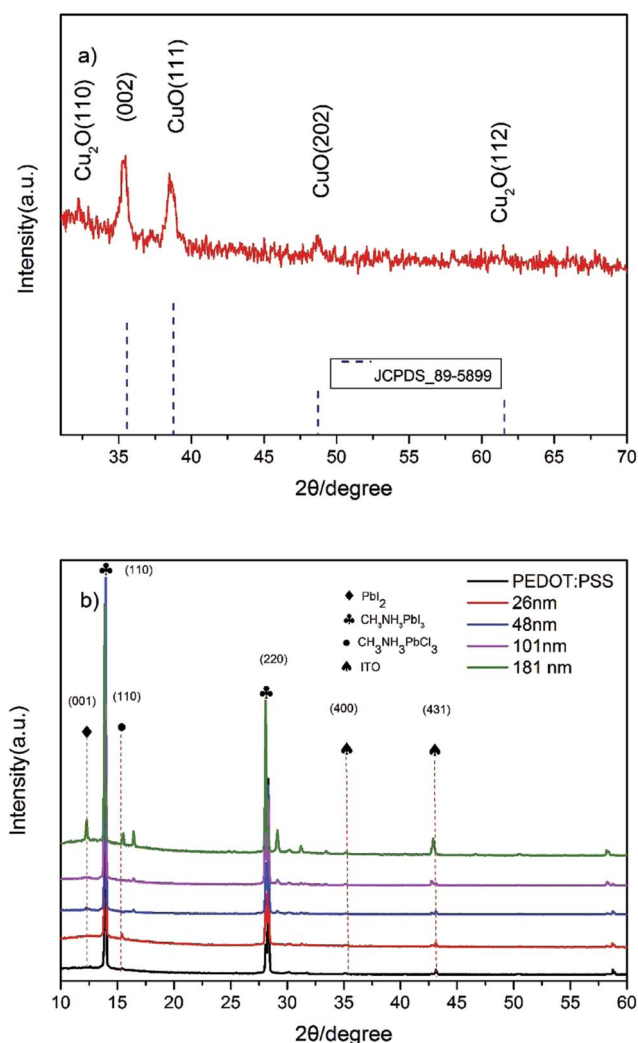 a)
Cu₂O(110)
(002)
CuO(111)
CuO(202)
Cu₂O(112)
Intensity(a.u.)
JCPDS_89-5899
35 40 45 50 55 60 65 70
2θ/degree
b)
♣ (110)
♦ PbI₂
♣ CH₃NH₃PbI₃
● CH₃NH₃PbCl₃
♠ ITO
PEDOT:PSS
26nm
48nm
101nm
181 nm
(001) (110)
(220)
(400)
(431)
Intensity(a.u.)
10 15 20 25 30 35 40 45 50 55 60
2θ/degree